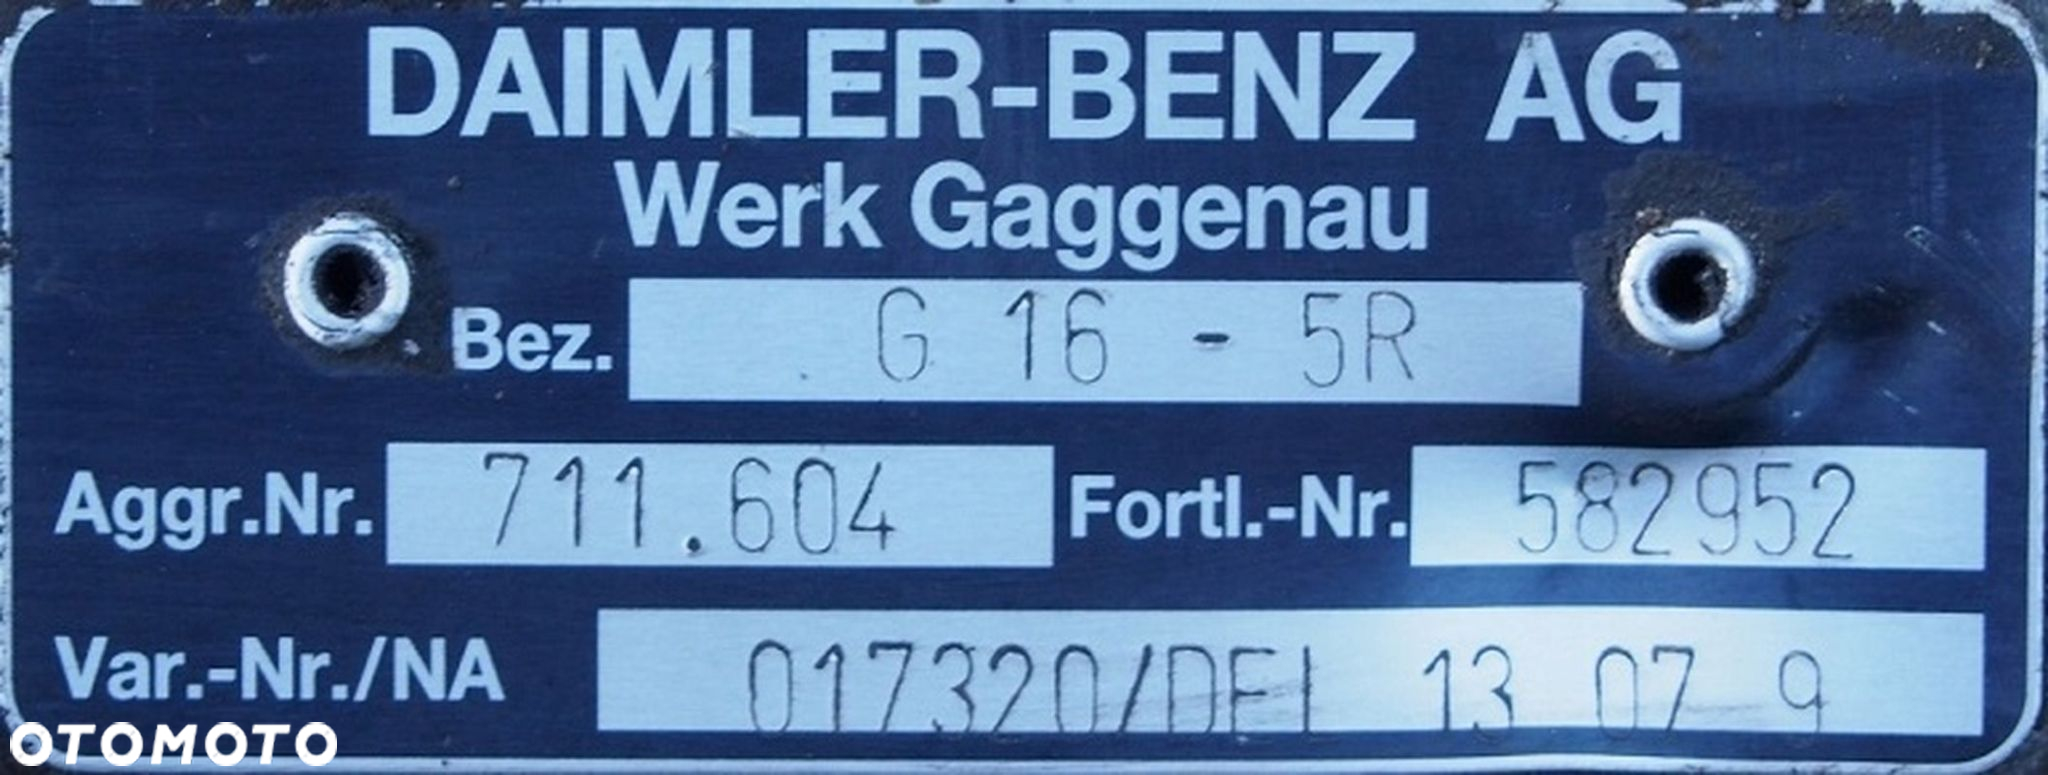 DAIMLER-BENZ AG
Werk Gaggenau
Bez. G 16 - 5R
Aggr.Nr. 711.604 Fortl.-Nr. 582952
Var.-Nr./NA 017320/DEL 13 07 9
OTOMOTO